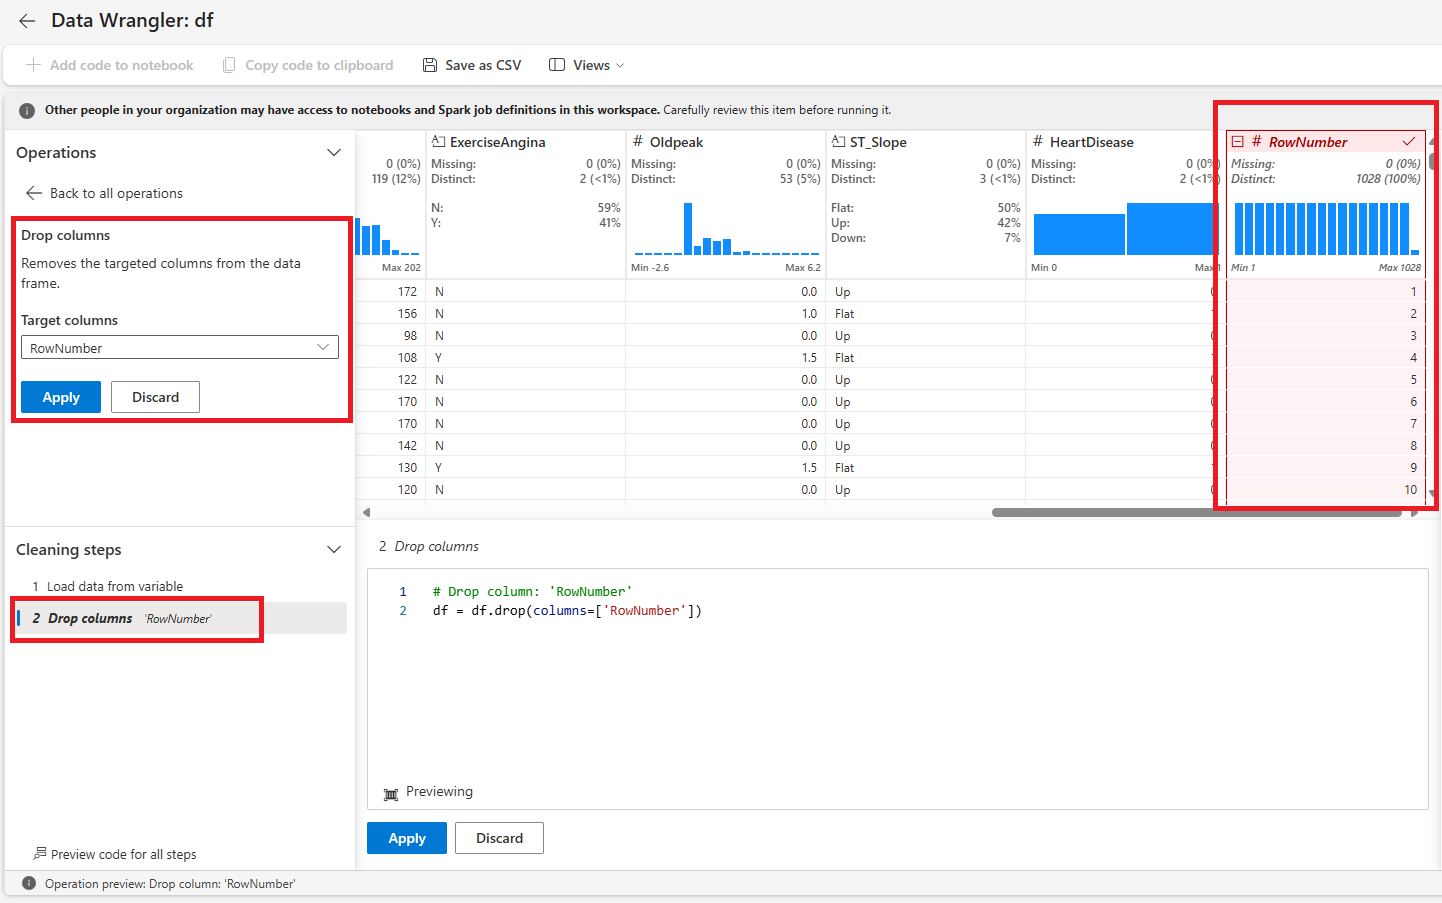 Data Wrangler: df
Add code to notebook
Copy code to clipboard
Save as CSV
Views
Other people in your organization may have access to notebooks and Spark job definitions in this workspace. Carefully review this item before running it.
Operations
Back to all operations
Drop columns
Removes the targeted columns from the data
frame.
Target columns
RowNumber
Apply
Discard
0 (0%)
119 (12%)
Max 202
172
156
98
108
122
170
170
142
130
120
ExerciseAngina
Missing: 0 (0%)
Distinct: 2 (<1%)
N: 59%
Y: 41%
N
N
N
Y
N
N
N
N
Y
N
# Oldpeak
Missing: 0 (0%)
Distinct: 53 (5%)
Min -2.6 Max 6.2
0.0
1.0
0.0
1.5
0.0
0.0
0.0
0.0
1.5
0.0
ST_Slope
Missing: 0 (0%)
Distinct: 3 (<1%)
Flat: 50%
Up: 42%
Down: 7%
Up
Flat
Up
Flat
Up
Up
Up
Up
Flat
Up
# HeartDisease
Missing: 0 (0%)
Distinct: 2 (<1%)
Min 0 Max 1
# RowNumber
Missing: 0 (0%)
Distinct: 1028 (100%)
Min 1 Max 1028
1
2
3
4
5
6
7
8
9
10
Cleaning steps
1 Load data from variable
2 Drop columns 'RowNumber'
Preview code for all steps
2 Drop columns
1 # Drop column: 'RowNumber'
2 df = df.drop(columns=['RowNumber'])
Previewing
Apply
Discard
Operation preview: Drop column: 'RowNumber'